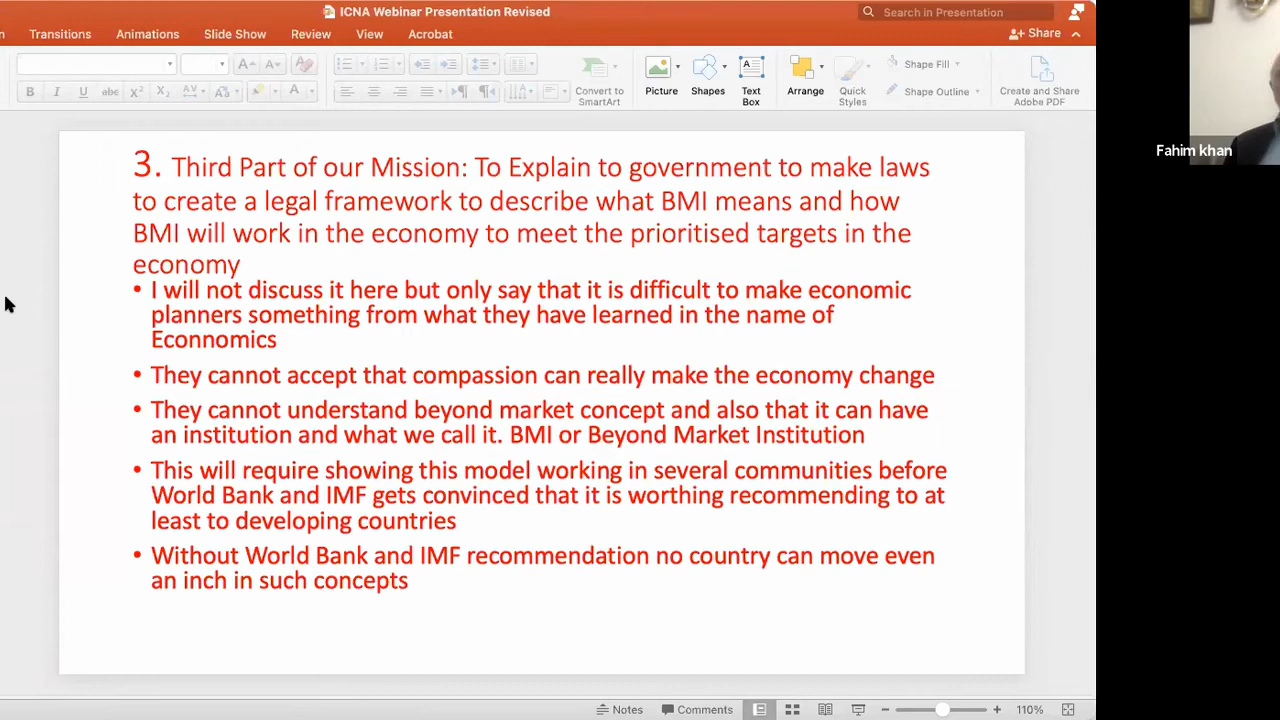 ICNA Webinar Presentation Revised
Search in Presentation
Transitions Animations Slide Show Review View Acrobat
Share
Convert to SmartArt
Picture Shapes Text Box Arrange Quick Styles
Shape Fill
Shape Outline
Create and Share Adobe PDF
Fahim khan
3. Third Part of our Mission: To Explain to government to make laws
to create a legal framework to describe what BMI means and how
BMI will work in the economy to meet the prioritised targets in the
economy
• I will not discuss it here but only say that it is difficult to make economic
planners something from what they have learned in the name of
Econnomics
• They cannot accept that compassion can really make the economy change
• They cannot understand beyond market concept and also that it can have
an institution and what we call it. BMI or Beyond Market Institution
• This will require showing this model working in several communities before
World Bank and IMF gets convinced that it is worthing recommending to at
least to developing countries
• Without World Bank and IMF recommendation no country can move even
an inch in such concepts
Notes Comments 110%